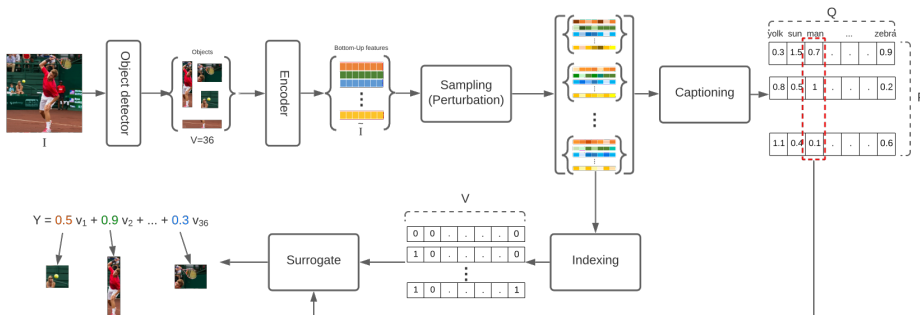 Q
yolk sun man ... zebra
Objects
Bottom-Up features
0.3 1.5 0.7 . . . 0.9
Object detector
Encoder
Sampling
(Perturbation)
Captioning
0.8 0.5 1 . . . 0.2
I
V=36
I
1.1 0.4 0.1 . . . 0.6
V
Y = 0.5 v1 + 0.9 v2 + ... + 0.3 v36
0 0 . . . . 0
1 0 . . . . 0
Surrogate
Indexing
1 0 . . . . 1